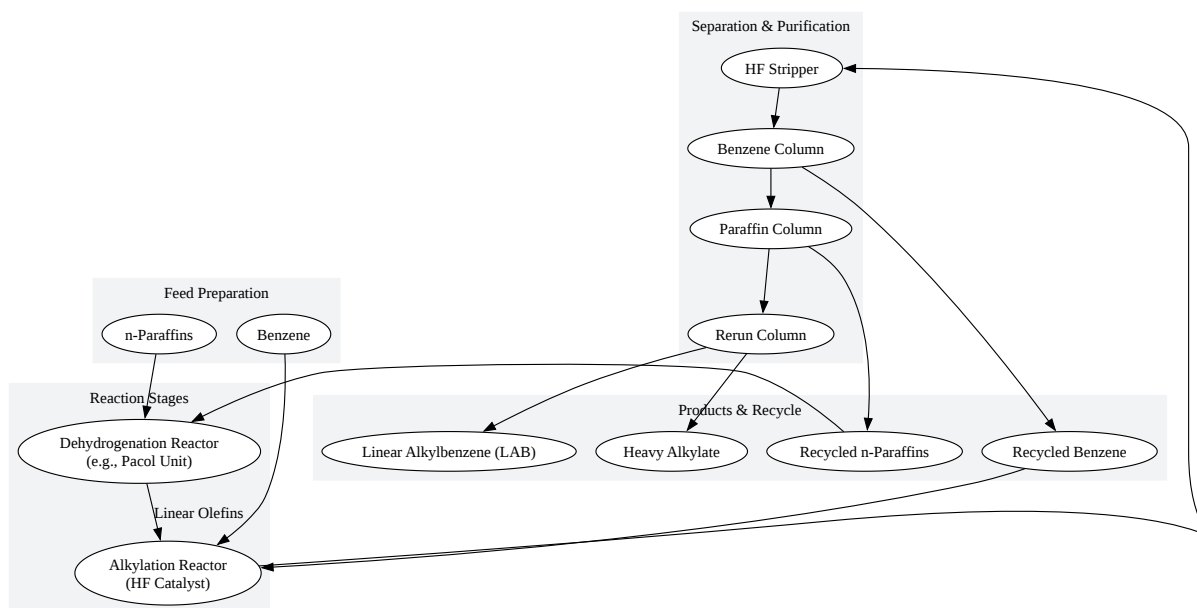 Separation & Purification
HF Stripper
Benzene Column
Paraffin Column
Rerun Column
Feed Preparation
n-Paraffins
Benzene
Reaction Stages
Dehydrogenation Reactor
(e.g., Pacol Unit)
Linear Olefins
Alkylation Reactor
(HF Catalyst)
Products & Recycle
Linear Alkylbenzene (LAB)
Heavy Alkylate
Recycled n-Paraffins
Recycled Benzene